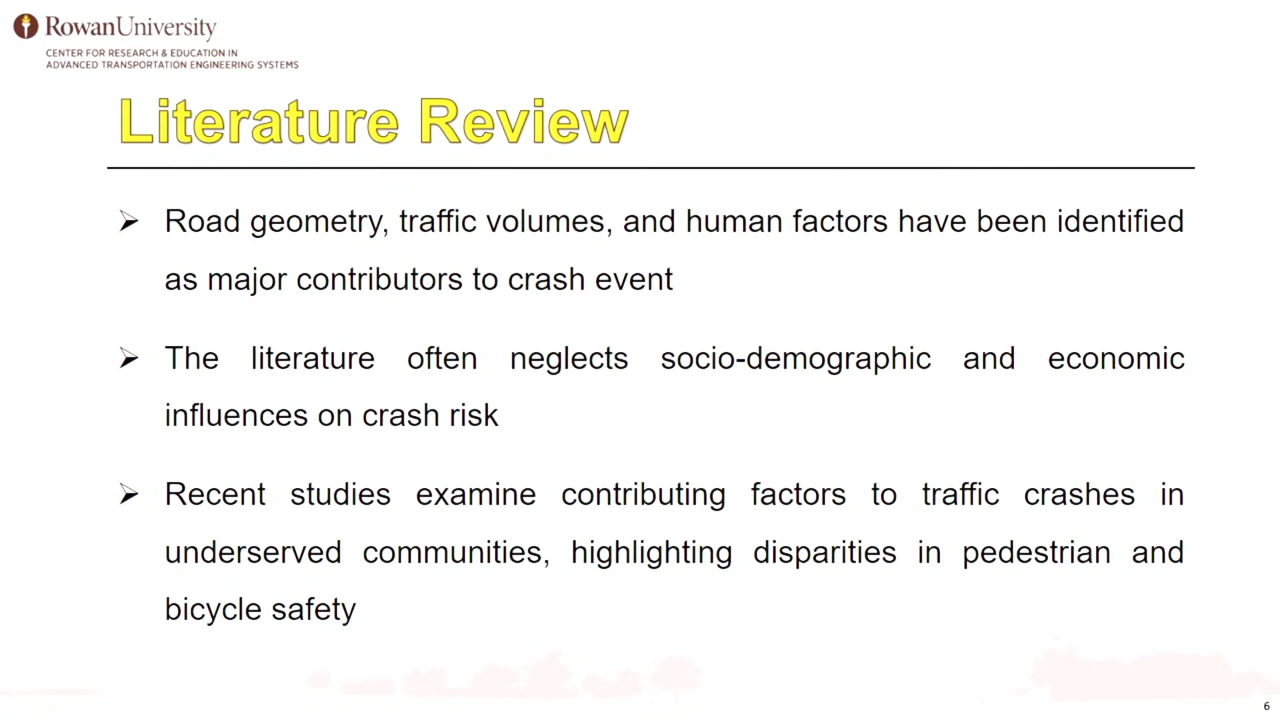 RowanUniversity
CENTER FOR RESEARCH & EDUCATION IN
ADVANCED TRANSPORTATION ENGINEERING SYSTEMS
Literature Review
➢ Road geometry, traffic volumes, and human factors have been identified
as major contributors to crash event
➢ The literature often neglects socio-demographic and economic
influences on crash risk
➢ Recent studies examine contributing factors to traffic crashes in
underserved communities, highlighting disparities in pedestrian and
bicycle safety
6